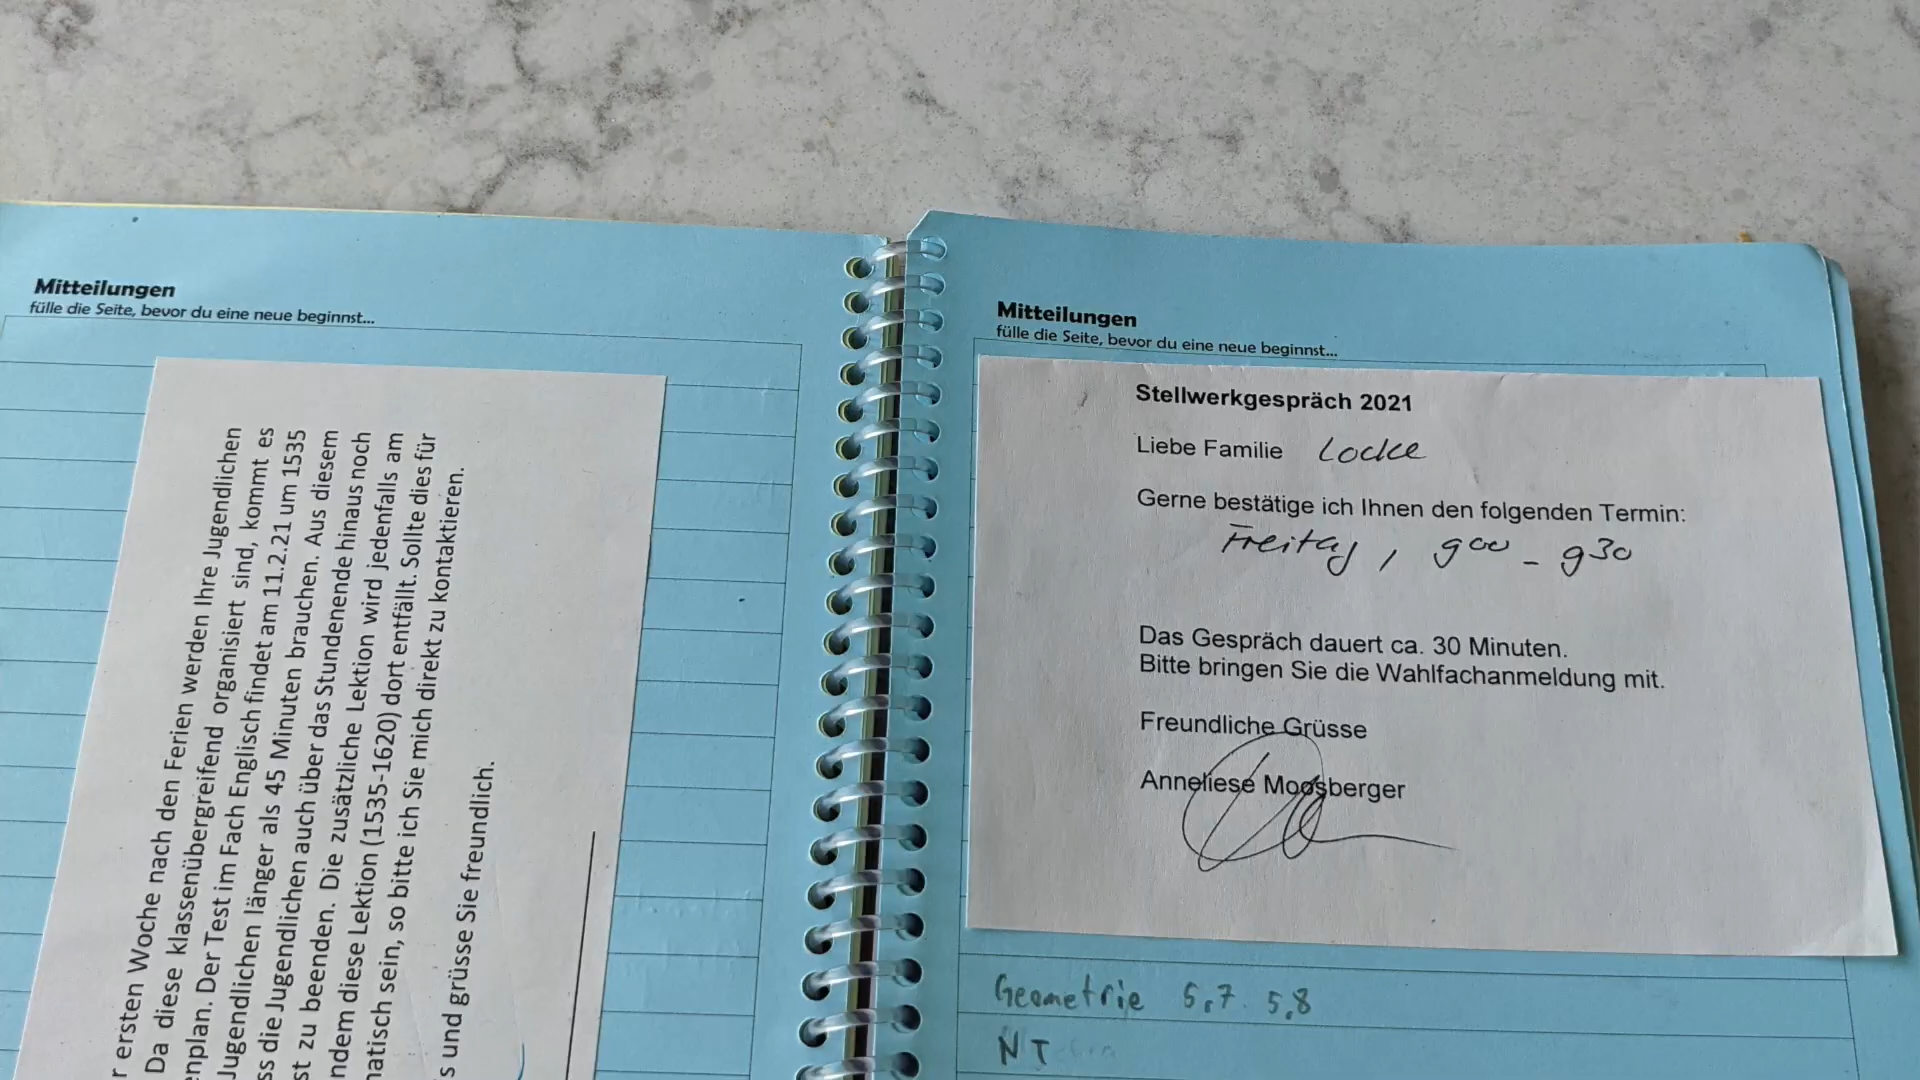 Mitteilungen
fülle die Seite, bevor du eine neue beginnst...
r ersten Woche nach den Ferien werden Ihre Jugendlichen
Da diese klassenübergreifend organisiert sind, kommt es
enplan. Der Test im Fach Englisch findet am 11.2.21 um 1535
Jugendlichen länger als 45 Minuten brauchen. Aus diesem
ss die Jugendlichen auch über das Stundenende hinaus noch
st zu beenden. Die zusätzliche Lektion wird jedenfalls am
ndem diese Lektion (1535-1620) dort entfällt. Sollte dies für
matisch sein, so bitte ich Sie mich direkt zu kontaktieren.
s und grüsse Sie freundlich.
Mitteilungen
fülle die Seite, bevor du eine neue beginnst...
Stellwerkgespräch 2021
Liebe Familie Locke
Gerne bestätige ich Ihnen den folgenden Termin:
Freitag, 900 - 930
Das Gespräch dauert ca. 30 Minuten.
Bitte bringen Sie die Wahlfachanmeldung mit.
Freundliche Grüsse
Anneliese Moosberger
Geometrie 5,7 5,8
NT